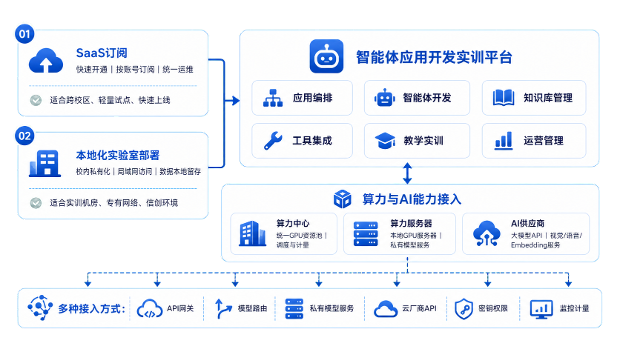 01
SaaS订阅
快速开通｜按账号订阅｜统一运维
适合跨校区、轻量试点、快速上线
02
本地化实验室部署
校内私有化｜局域网访问｜数据本地留存
适合实训机房、专有网络、信创环境
智能体应用开发实训平台
应用编排
智能体开发
知识库管理
工具集成
教学实训
运营管理
算力与AI能力接入
算力中心
统一GPU资源池｜
调度与计量
算力服务器
本地GPU服务器｜
私有模型服务
AI供应商
大模型API｜视觉/语音/
Embedding服务
多种接入方式：
API网关
模型路由
私有模型服务
云厂商API
密钥权限
监控计量